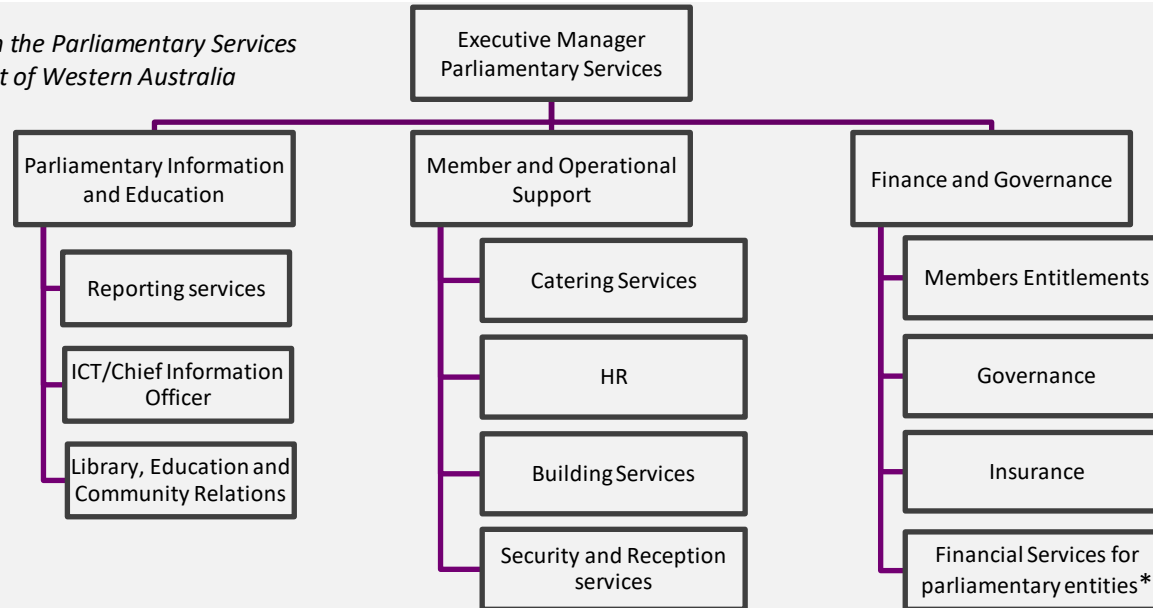 the Parliamentary Services
of Western Australia
Executive Manager
Parliamentary Services
Parliamentary Information
and Education
Member and Operational
Support
Finance and Governance
Reporting services
ICT/Chief Information
Officer
Library, Education and
Community Relations
Catering Services
HR
Building Services
Security and Reception
services
Members Entitlements
Governance
Insurance
Financial Services for
parliamentary entities*